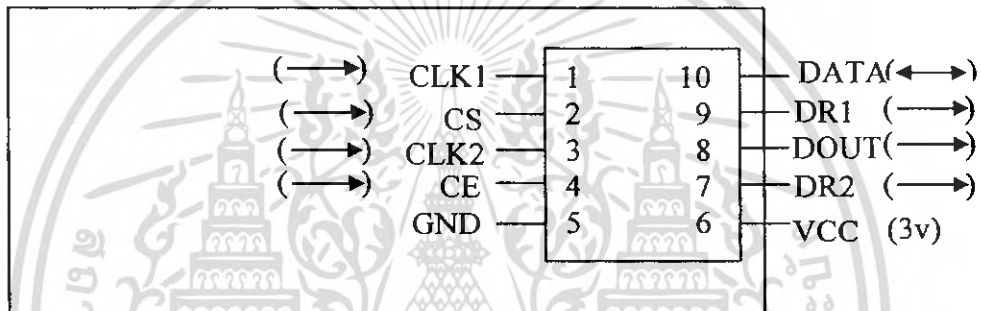 (⟶) CLK1 1 10 DATA(⟷)
(⟶) CS 2 9 DR1 (⟶)
(⟶) CLK2 3 8 DOUT(⟶)
(⟶) CE 4 7 DR2 (⟶)
GND 5 6 VCC (3v)